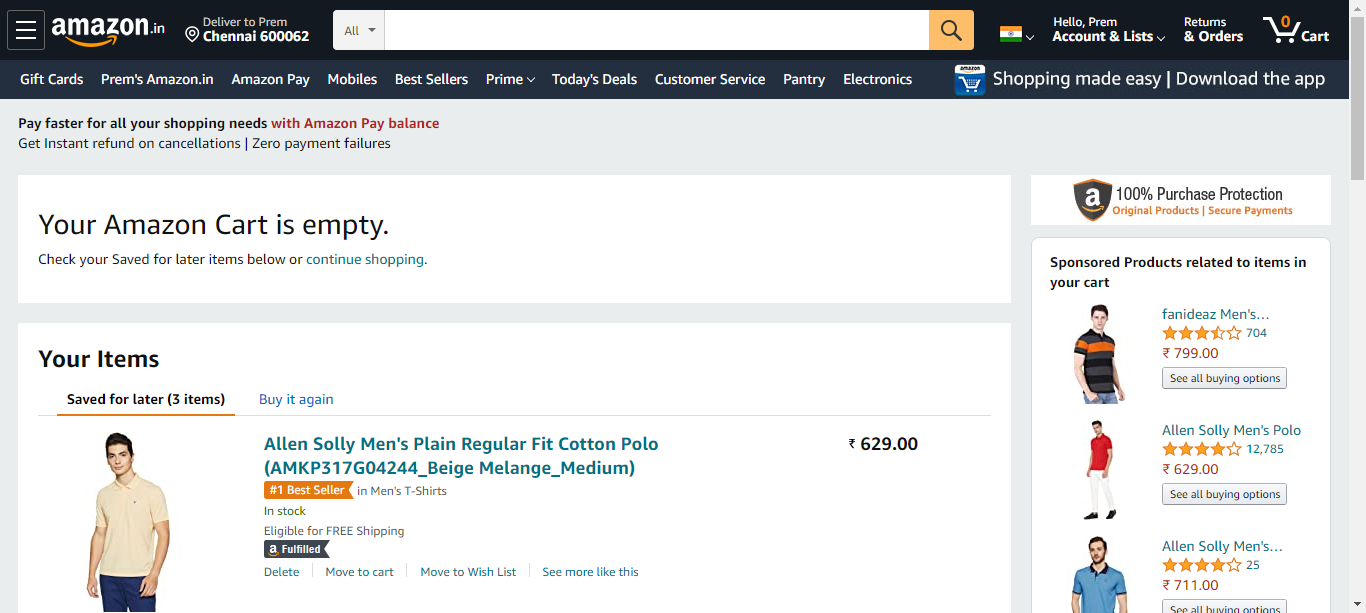 amazon.in
Deliver to Prem
Chennai 600062
All
Hello, Prem
Account & Lists
Returns
& Orders
0
Cart
Gift Cards Prem's Amazon.in Amazon Pay Mobiles Best Sellers Prime Today's Deals Customer Service Pantry Electronics
amazon
Shopping made easy | Download the app
Pay faster for all your shopping needs with Amazon Pay balance
Get Instant refund on cancellations | Zero payment failures
Your Amazon Cart is empty.
Check your Saved for later items below or continue shopping.
a 100% Purchase Protection
Original Products | Secure Payments
Your Items
Saved for later (3 items) Buy it again
Allen Solly Men's Plain Regular Fit Cotton Polo
(AMKP317G04244_Beige Melange_Medium)
₹ 629.00
#1 Best Seller in Men's T-Shirts
In stock
Eligible for FREE Shipping
a Fulfilled
Delete Move to cart Move to Wish List See more like this
Sponsored Products related to items in
your cart
fanideaz Men's…
704
₹ 799.00
See all buying options
Allen Solly Men's Polo
12,785
₹ 629.00
See all buying options
Allen Solly Men's…
25
₹ 711.00
See all buying options